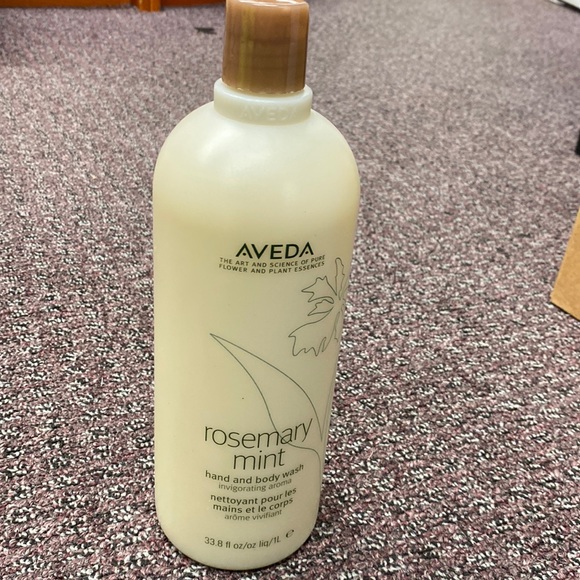 AVEDA
AVEDA
THE ART AND SCIENCE OF PURE
FLOWER AND PLANT ESSENCES
rosemary
mint
hand and body wash
invigorating aroma
nettoyant pour les
mains et le corps
arôme vivifiant
33.8 fl oz/oz liq/1L ℮